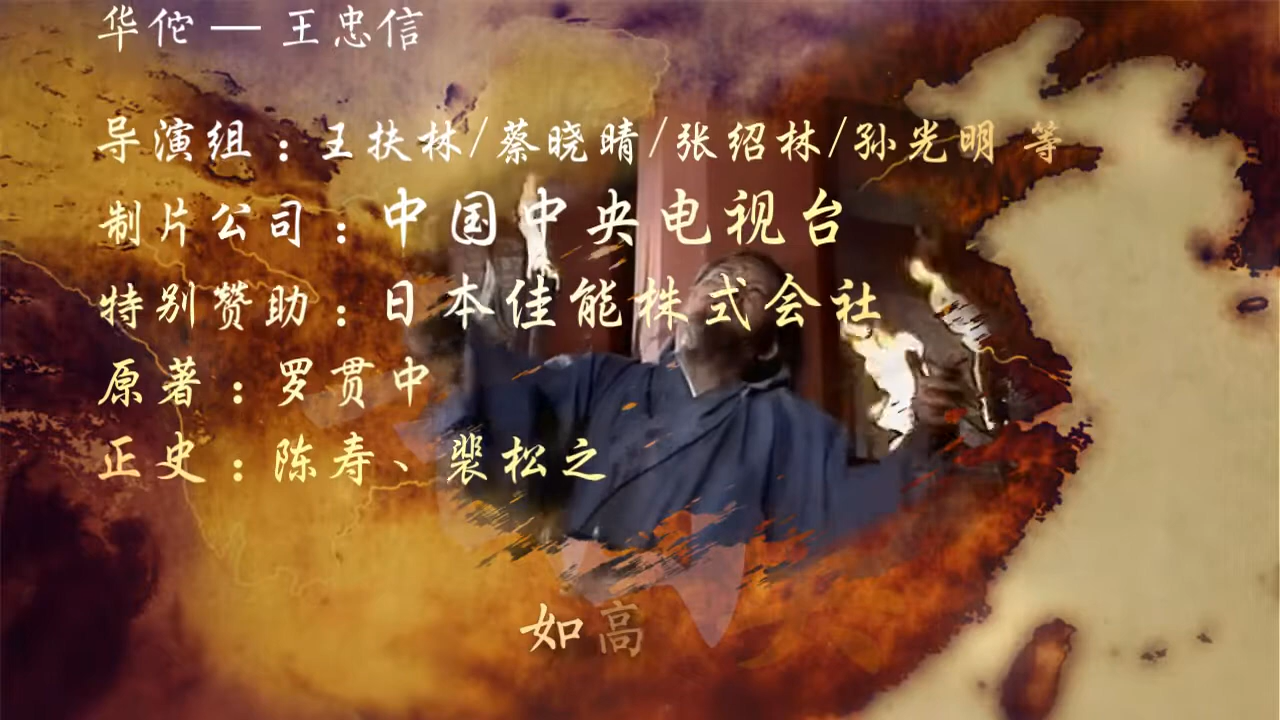 华佗 — 王忠信
导演组：王扶林/蔡晓晴/张绍林/孙光明 等
制片公司：中国中央电视台
特别赞助：日本佳能株式会社
原著：罗贯中
正史：陈寿、裴松之
如高